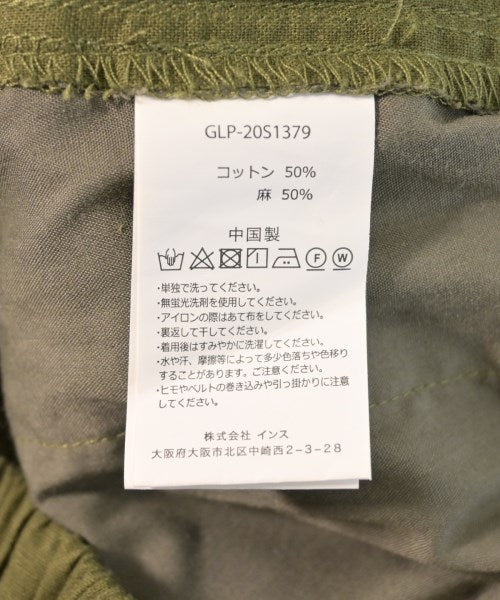 GLP-20S1379
コットン 50%
麻 50%
中国製
F W
・単独で洗ってください。
・無蛍光洗剤を使用してください。
・アイロンの際はあて布をしてください。
・裏返して干してください。
・着用後はすみやかに洗濯してください。
・水や汗、摩擦等によって多少色落ちや色移り
することがあります。ご注意ください。
・ヒモやベルトの巻き込みや引っ掛かりに注意
してください。
株式会社 インス
大阪府大阪市北区中崎西2-3-28